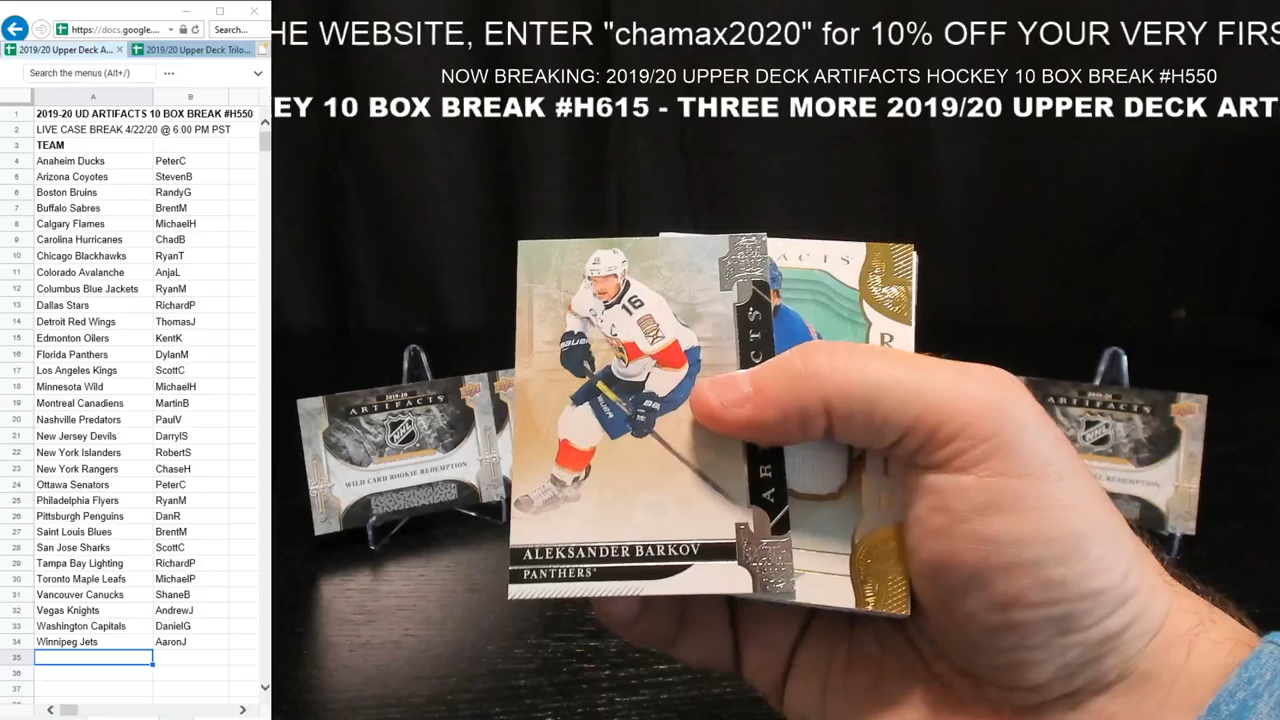 https://docs.google....
Search...
2019/20 Upper Deck A...
2019/20 Upper Deck Trilo...
Search the menus (Alt+/)
A
B
1 2019-20 UD ARTIFACTS 10 BOX BREAK #H550
2 LIVE CASE BREAK 4/22/20 @ 6:00 PM PST
3 TEAM
4 Anaheim Ducks PeterC
5 Arizona Coyotes StevenB
6 Boston Bruins RandyG
7 Buffalo Sabres BrentM
8 Calgary Flames MichaelH
9 Carolina Hurricanes ChadB
10 Chicago Blackhawks RyanT
11 Colorado Avalanche AnjaL
12 Columbus Blue Jackets RyanM
13 Dallas Stars RichardP
14 Detroit Red Wings ThomasJ
15 Edmonton Oilers KentK
16 Florida Panthers DylanM
17 Los Angeles Kings ScottC
18 Minnesota Wild MichaelH
19 Montreal Canadiens MartinB
20 Nashville Predators PaulV
21 New Jersey Devils DarrylS
22 New York Islanders RobertS
23 New York Rangers ChaseH
24 Ottawa Senators PeterC
25 Philadelphia Flyers RyanM
26 Pittsburgh Penguins DanR
27 Saint Louis Blues BrentM
28 San Jose Sharks ScottC
29 Tampa Bay Lighting RichardP
30 Toronto Maple Leafs MichaelP
31 Vancouver Canucks ShaneB
32 Vegas Knights AndrewJ
33 Washington Capitals DanielG
34 Winnipeg Jets AaronJ
35
36
37
HE WEBSITE, ENTER "chamax2020" for 10% OFF YOUR VERY FIRS
NOW BREAKING: 2019/20 UPPER DECK ARTIFACTS HOCKEY 10 BOX BREAK #H550
EY 10 BOX BREAK #H615 - THREE MORE 2019/20 UPPER DECK ART
16
ALEKSANDER BARKOV
PANTHERS
2019-20
ARTIFACTS
NHL
WILD CARD ROOKIE REDEMPTION
2019-20
ARTIFACTS
NHL
REDEMPTION